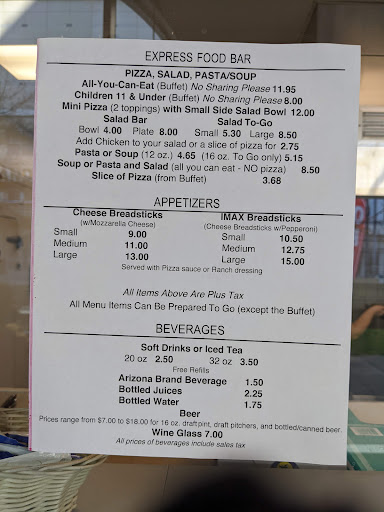 EXPRESS FOOD BAR
PIZZA, SALAD, PASTA/SOUP
All-You-Can-Eat (Buffet) No Sharing Please 11.95
Children 11 & Under (Buffet) No Sharing Please 8.00
Mini Pizza (2 toppings) with Small Side Salad Bowl 12.00
Salad Bar Salad To-Go
Bowl 4.00 Plate 8.00 Small 5.30 Large 8.50
Add Chicken to your salad or a slice of pizza for 2.75
Pasta or Soup (12 oz.) 4.65 (16 oz. To Go only) 5.15
Soup or Pasta and Salad (all you can eat - NO pizza) 8.50
Slice of Pizza (from Buffet) 3.68
APPETIZERS
Cheese Breadsticks IMAX Breadsticks
(w/Mozzarella Cheese) (Cheese Breadsticks w/Pepperoni)
Small 9.00 Small 10.50
Medium 11.00 Medium 12.75
Large 13.00 Large 15.00
Served with Pizza sauce or Ranch dressing
All Items Above Are Plus Tax
All Menu Items Can Be Prepared To Go (except the Buffet)
BEVERAGES
Soft Drinks or Iced Tea
20 oz 2.50 32 oz 3.50
Free Refills
Arizona Brand Beverage 1.50
Bottled Juices 2.25
Bottled Water 1.75
Beer
Prices range from $7.00 to $18.00 for 16 oz. draft pint, draft pitchers, and bottled/canned beer.
Wine Glass 7.00
All prices of beverages include sales tax